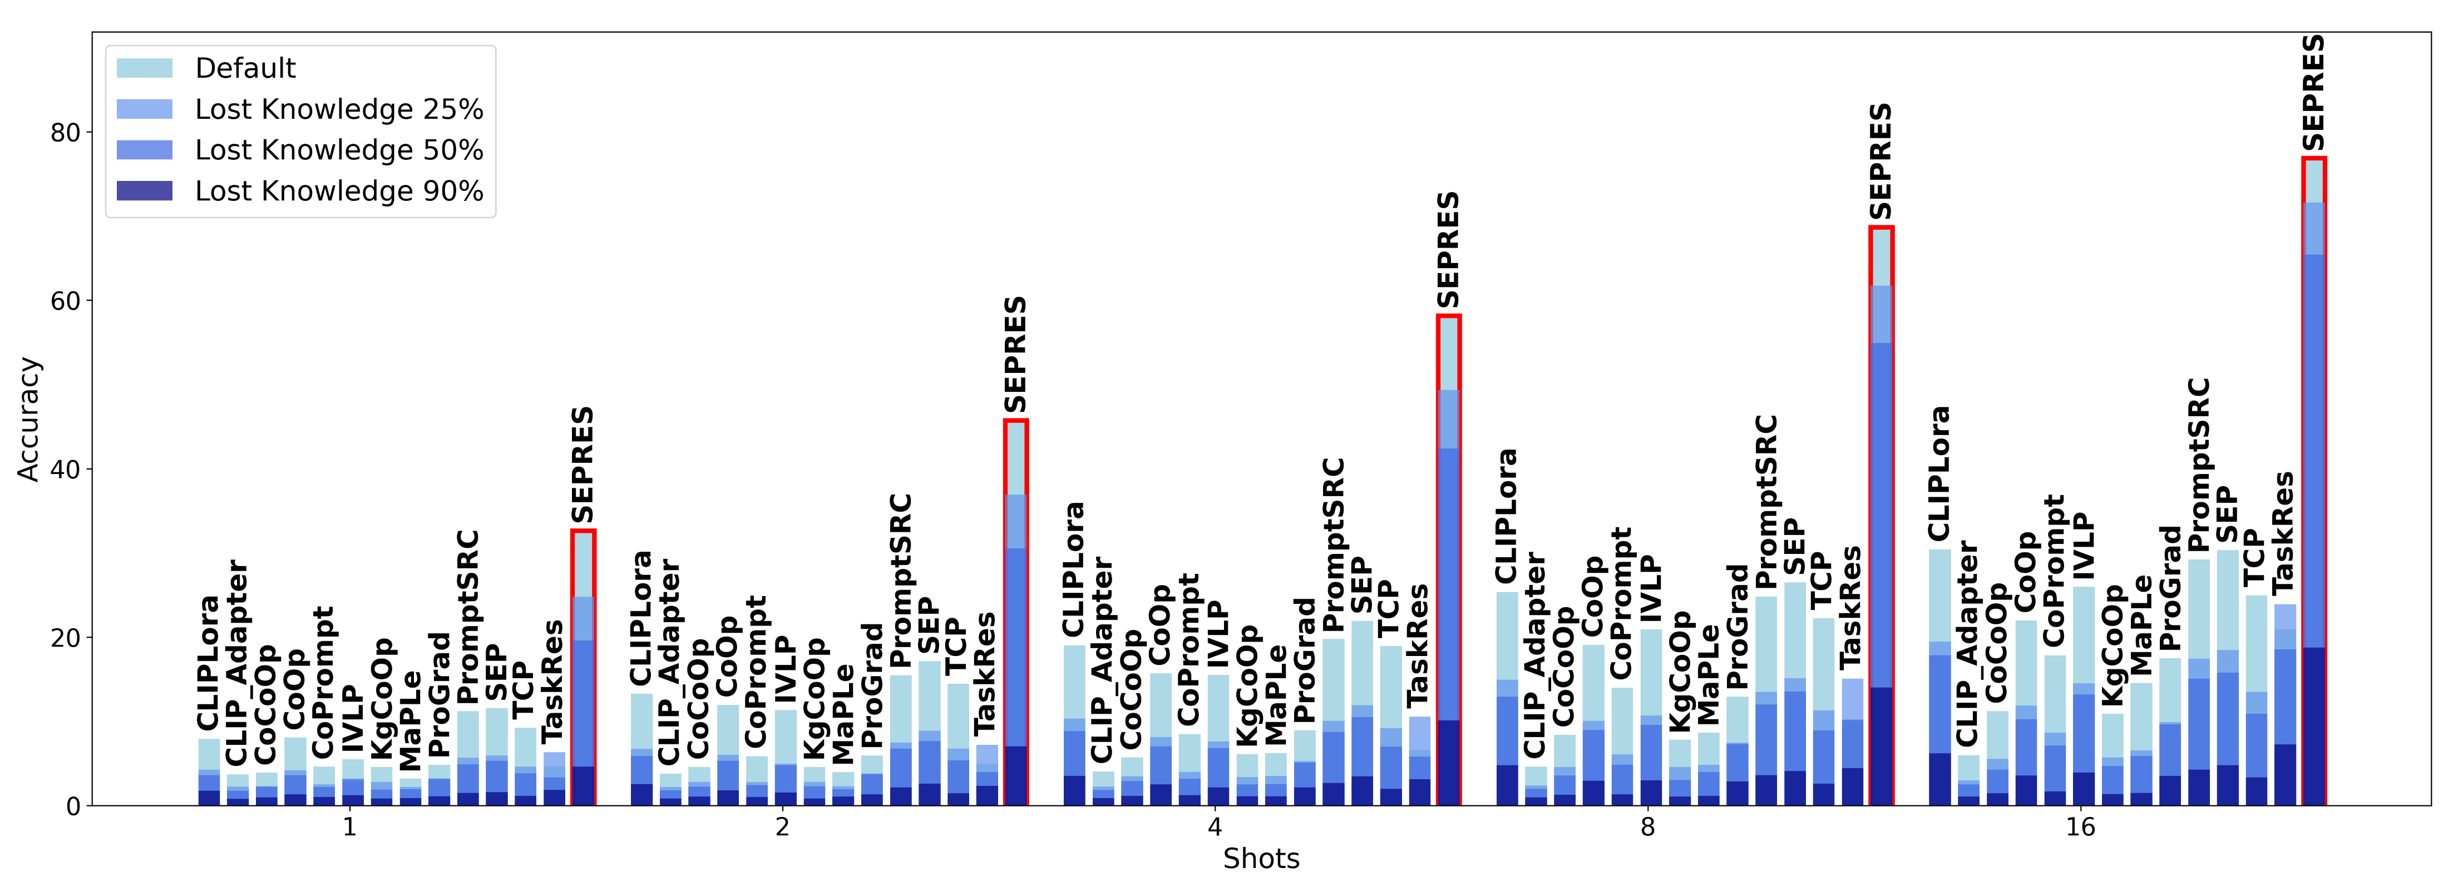 Default
Lost Knowledge 25%
Lost Knowledge 50%
Lost Knowledge 90%
Accuracy
80
60
40
20
0
CLIPLora
CLIP_Adapter
CoCoOp
CoOp
CoPrompt
IVLP
KgCoOp
MaPLe
ProGrad
PromptSRC
SEP
TCP
TaskRes
SEPRES
CLIPLora
CLIP_Adapter
CoCoOp
CoOp
CoPrompt
IVLP
KgCoOp
MaPLe
ProGrad
PromptSRC
SEP
TCP
TaskRes
SEPRES
CLIPLora
CLIP_Adapter
CoCoOp
CoOp
CoPrompt
IVLP
KgCoOp
MaPLe
ProGrad
PromptSRC
SEP
TCP
TaskRes
SEPRES
CLIPLora
CLIP_Adapter
CoCoOp
CoOp
CoPrompt
IVLP
KgCoOp
MaPLe
ProGrad
PromptSRC
SEP
TCP
TaskRes
SEPRES
CLIPLora
CLIP_Adapter
CoCoOp
CoOp
CoPrompt
IVLP
KgCoOp
MaPLe
ProGrad
PromptSRC
SEP
TCP
TaskRes
SEPRES
1
2
4
8
16
Shots